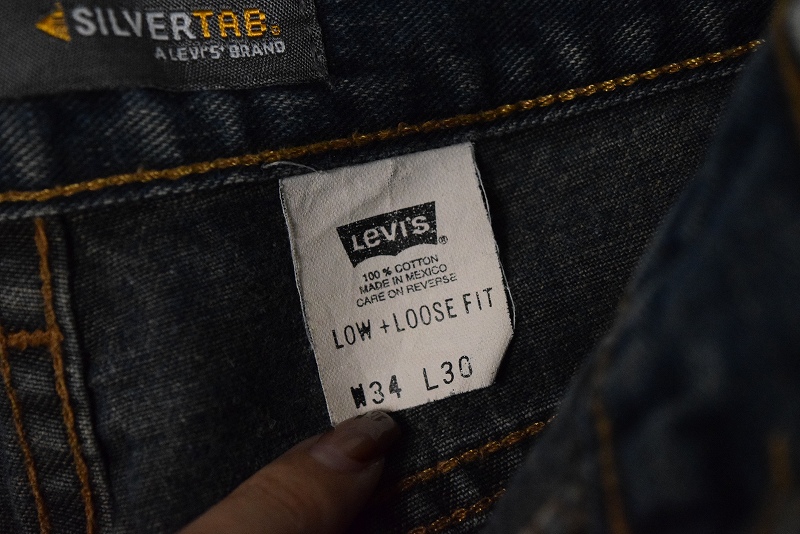 SILVERTAB®
A LEVI'S® BRAND
LEVI'S®
100% COTTON
MADE IN MEXICO
CARE ON REVERSE
LOW + LOOSE FIT
W34 L30